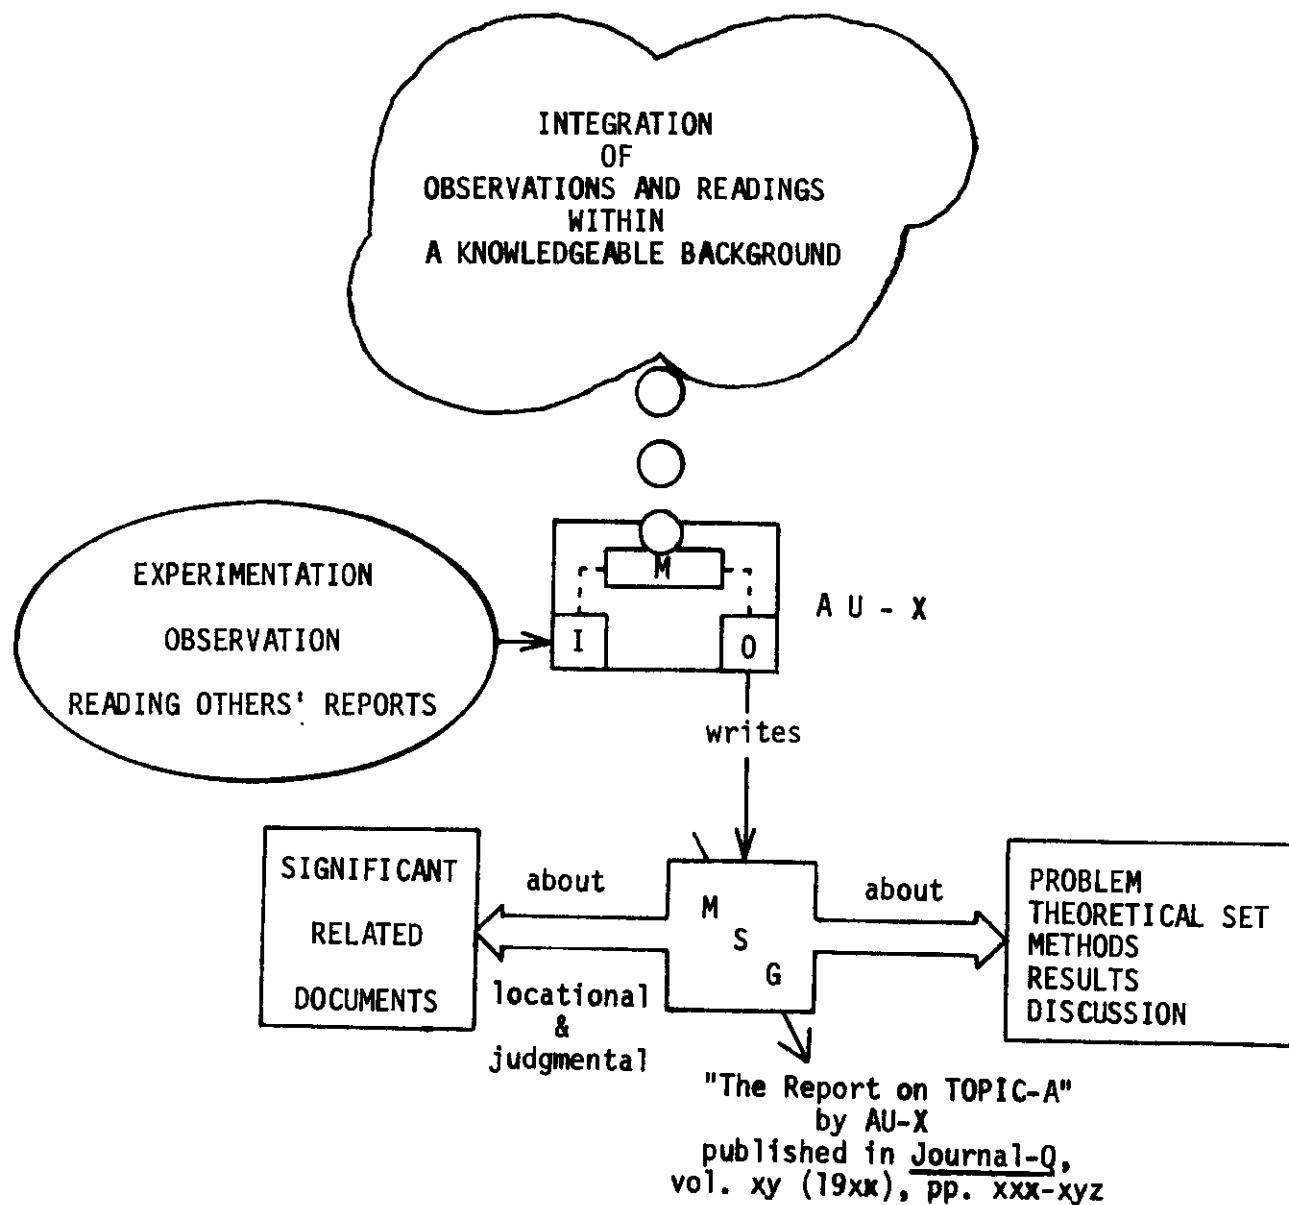 INTEGRATION
OF
OBSERVATIONS AND READINGS
WITHIN
A KNOWLEDGEABLE BACKGROUND
EXPERIMENTATION
OBSERVATION
READING OTHERS' REPORTS
M
I
O
A U - X
writes
SIGNIFICANT
RELATED
DOCUMENTS
about
locational
&
judgmental
M
S
G
about
PROBLEM
THEORETICAL SET
METHODS
RESULTS
DISCUSSION
"The Report on TOPIC-A"
by AU-X
published in Journal-Q,
vol. xy (19xx), pp. xxx-xyz